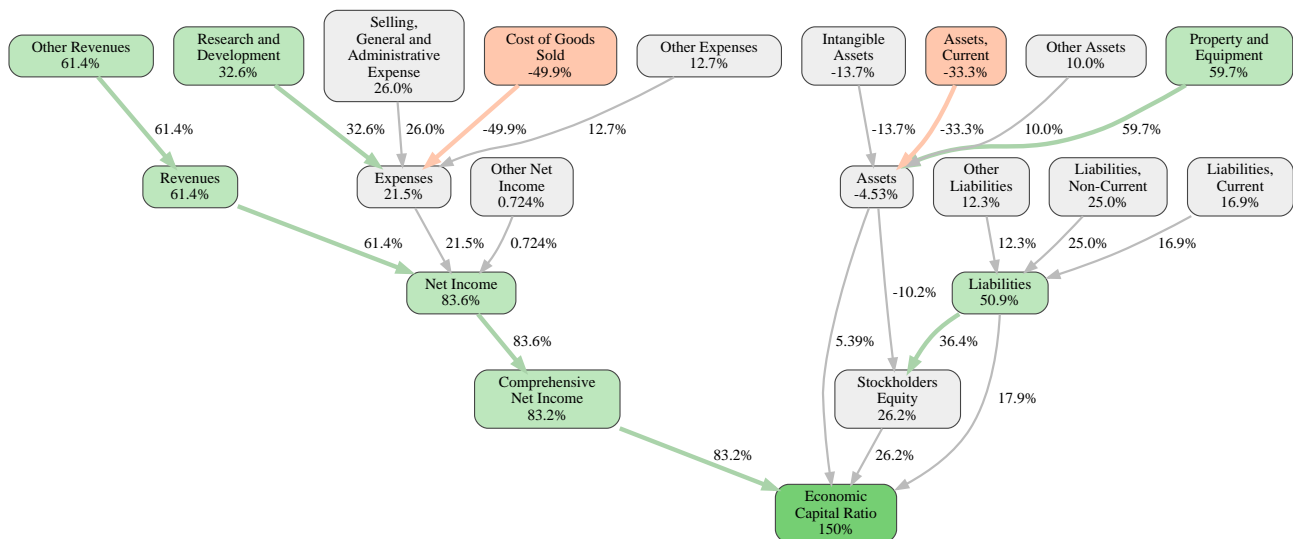 Other Revenues
61.4%
Research and
Development
32.6%
Selling,
General and
Administrative
Expense
26.0%
Cost of Goods
Sold
-49.9%
Other Expenses
12.7%
Intangible
Assets
-13.7%
Assets,
Current
-33.3%
Other Assets
10.0%
Property and
Equipment
59.7%
61.4%
32.6%
26.0%
-49.9%
12.7%
-13.7%
-33.3%
10.0%
59.7%
Revenues
61.4%
Expenses
21.5%
Other Net
Income
0.724%
Assets
-4.53%
Other
Liabilities
12.3%
Liabilities,
Non-Current
25.0%
Liabilities,
Current
16.9%
61.4%
21.5%
0.724%
12.3%
25.0%
16.9%
Net Income
83.6%
-10.2%
Liabilities
50.9%
83.6%
5.39%
36.4%
Comprehensive
Net Income
83.2%
Stockholders
Equity
26.2%
17.9%
83.2%
26.2%
Economic
Capital Ratio
150%